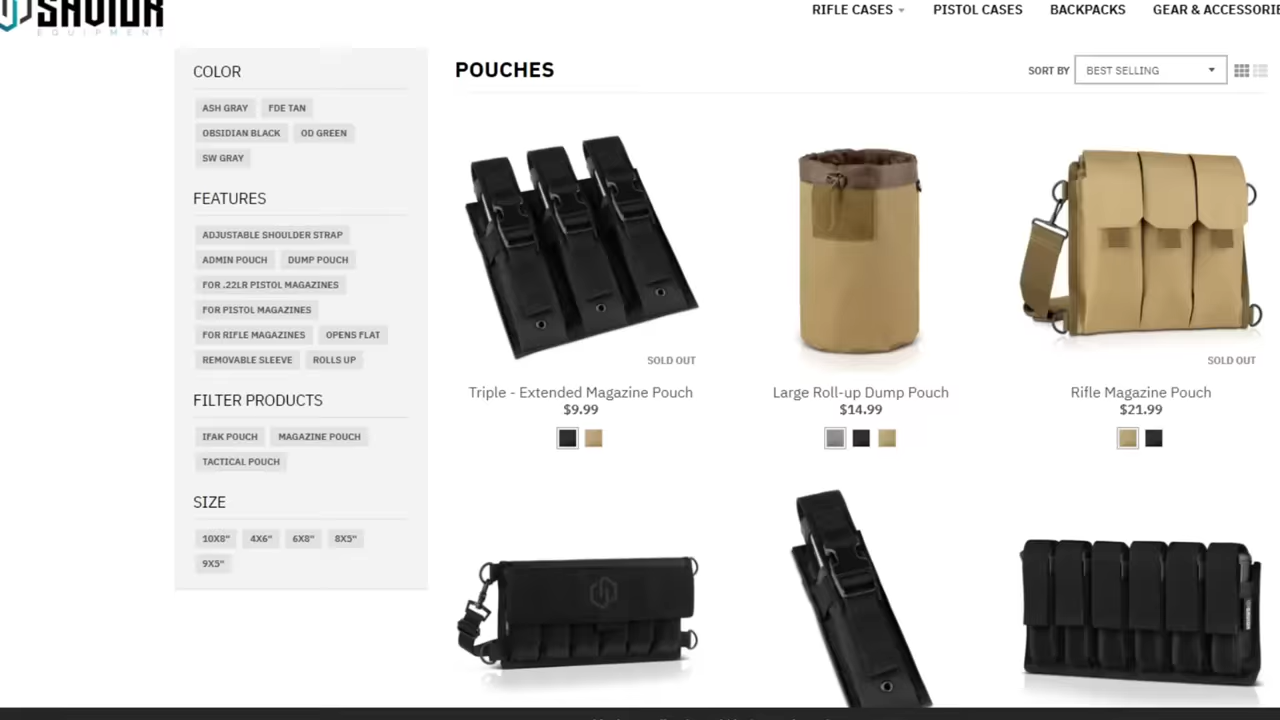 SAVIOR
EQUIPMENT
RIFLE CASES
PISTOL CASES
BACKPACKS
GEAR &
COLOR
ASH GRAY
FDE TAN
OBSIDIAN BLACK
OD GREEN
SW GRAY
FEATURES
ADJUSTABLE SHOULDER STRAP
ADMIN POUCH
DUMP POUCH
FOR .22LR PISTOL MAGAZINES
FOR PISTOL MAGAZINES
FOR RIFLE MAGAZINES
OPENS FLAT
REMOVABLE SLEEVE
ROLLS UP
FILTER PRODUCTS
IFAK POUCH
MAGAZINE POUCH
TACTICAL POUCH
SIZE
10X8"
4X6"
6X8"
8X5"
9X5"
POUCHES
SORT BY
BEST SELLING
SOLD OUT
Triple - Extended Magazine Pouch
$9.99
Large Roll-up Dump Pouch
$14.99
SOLD OUT
Rifle Magazine Pouch
$21.99